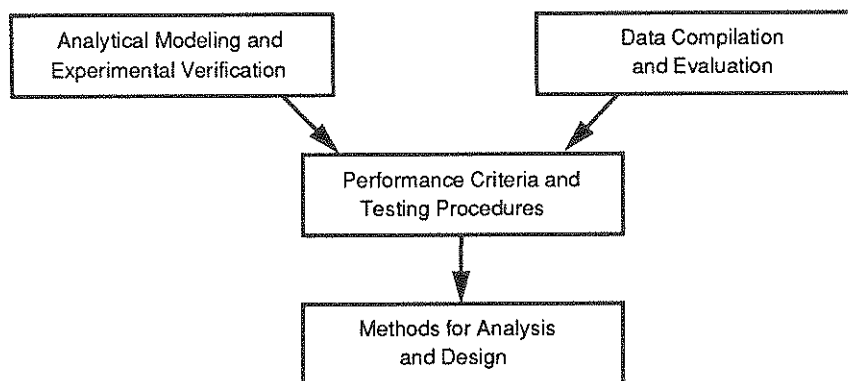 Analytical Modeling and
Experimental Verification
Data Compilation
and Evaluation
Performance Criteria and
Testing Procedures
Methods for Analysis
and Design